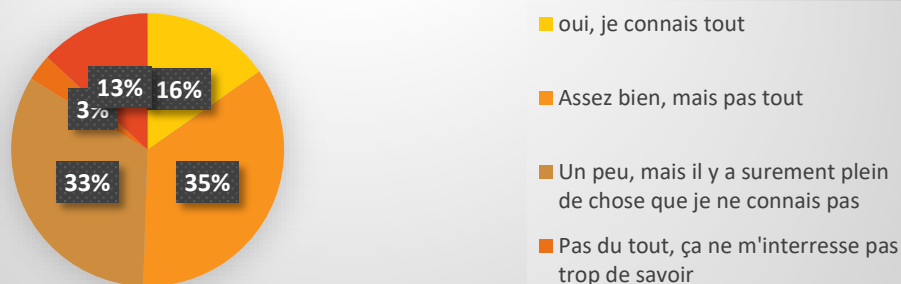 13%
16%
3%
33%
35%
oui, je connais tout
Assez bien, mais pas tout
Un peu, mais il y a surement plein
de chose que je ne connais pas
Pas du tout, ça ne m'interresse pas
trop de savoir